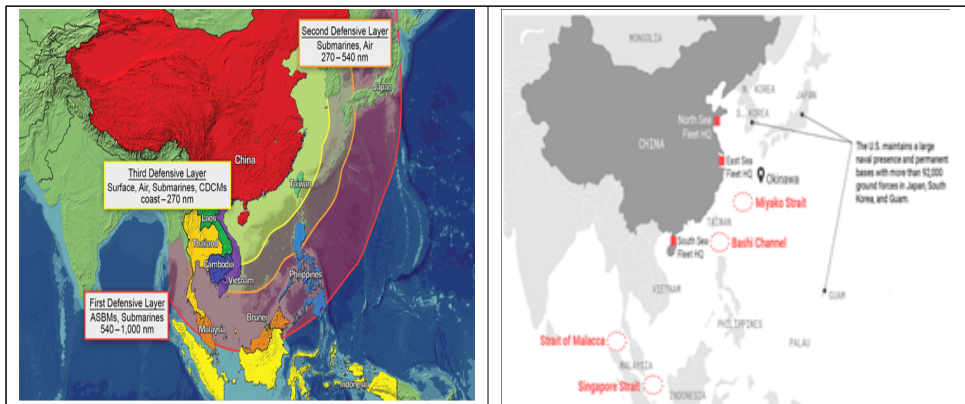 Second Defensive Layer
Submarines, Air
270 – 540 nm
Japan
China
Third Defensive Layer
Surface, Air, Submarines, CDCMs
coast – 270 nm
Taiwan
Laos
Thailand
Cambodia
Vietnam
Philippines
First Defensive Layer
ASBMs, Submarines
540 – 1,000 nm
Malaysia
Brunei
Indonesia
MONGOLIA
N. KOREA
JAPAN
S. KOREA
North Sea
Fleet HQ
CHINA
The U.S. maintains a large
naval presence and permanent
bases with more than 92,000
ground forces in Japan, South
Korea, and Guam.
East Sea
Fleet HQ
Okinawa
Miyako Strait
TAIWAN
South Sea
Fleet HQ
Bashi Channel
VIETNAM
GUAM
PHILIPPINES
Strait of Malacca
PALAU
MALAYSIA
Singapore Strait
INDONESIA